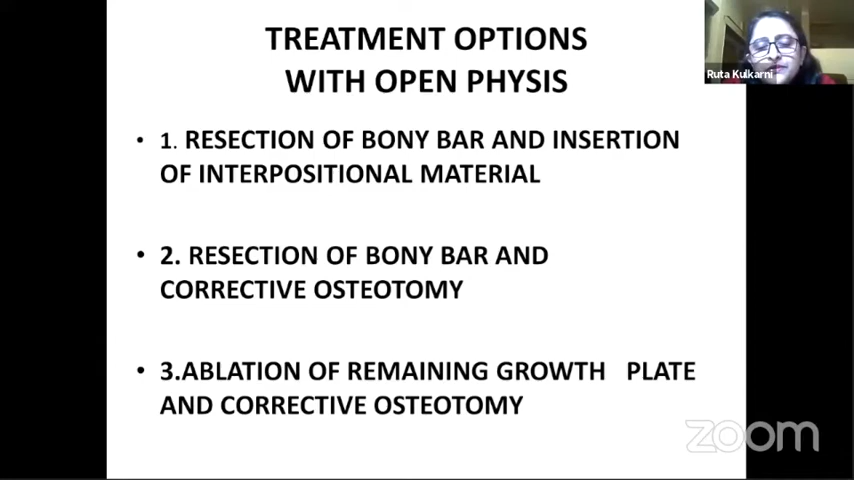 TREATMENT OPTIONS
WITH OPEN PHYSIS
Ruta Kulkarni
• 1. RESECTION OF BONY BAR AND INSERTION
OF INTERPOSITIONAL MATERIAL
• 2. RESECTION OF BONY BAR AND
CORRECTIVE OSTEOTOMY
• 3.ABLATION OF REMAINING GROWTH PLATE
AND CORRECTIVE OSTEOTOMY
zoom